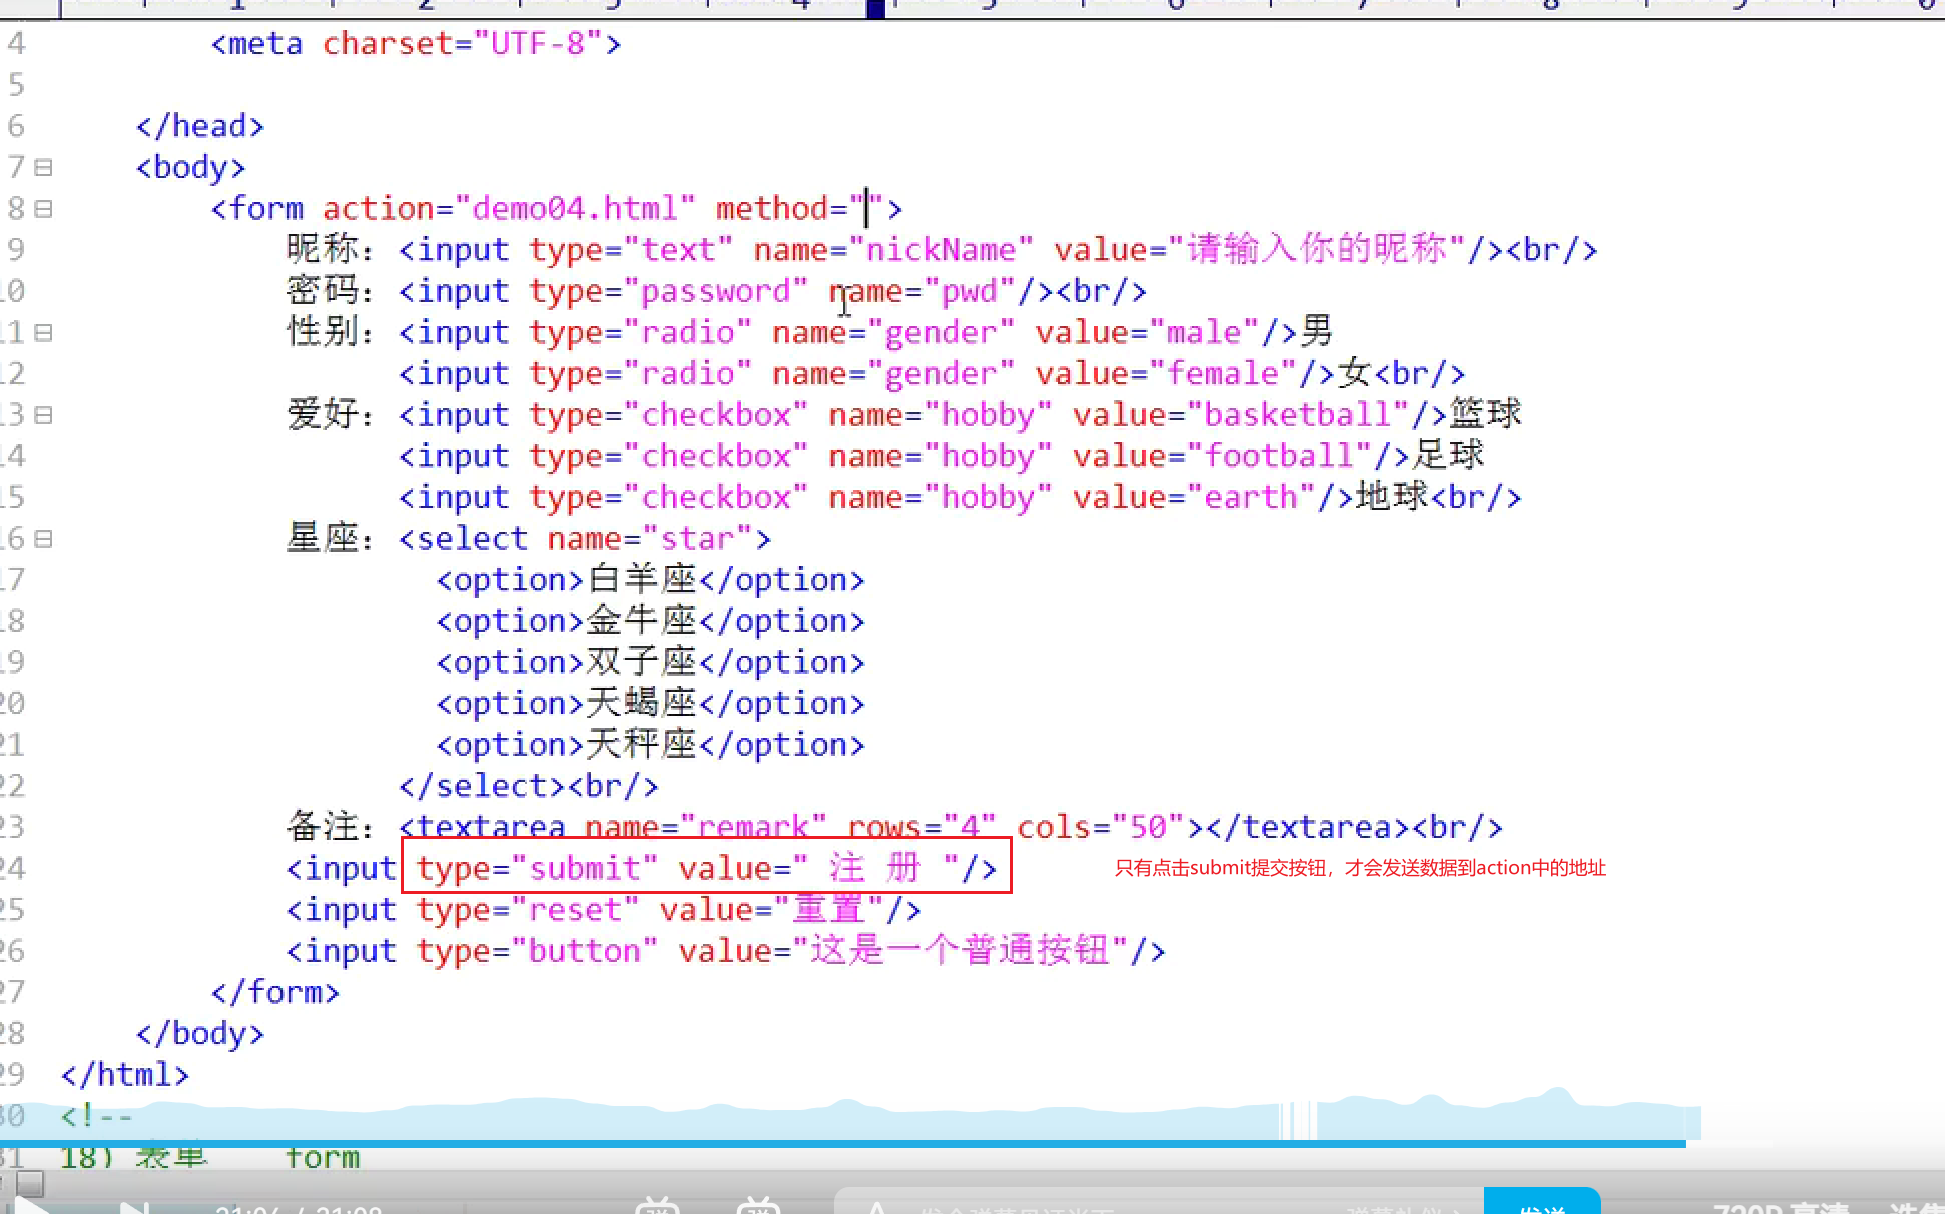 4 <meta charset="UTF-8">
5
6 </head>
7 <body>
8 <form action="demo04.html" method="">
9 昵称：<input type="text" name="nickName" value="请输入你的昵称"/><br/>
10 密码：<input type="password" name="pwd"/><br/>
11 性别：<input type="radio" name="gender" value="male"/>男
12 <input type="radio" name="gender" value="female"/>女<br/>
13 爱好：<input type="checkbox" name="hobby" value="basketball"/>篮球
14 <input type="checkbox" name="hobby" value="football"/>足球
15 <input type="checkbox" name="hobby" value="earth"/>地球<br/>
16 星座：<select name="star">
17 <option>白羊座</option>
18 <option>金牛座</option>
19 <option>双子座</option>
20 <option>天蝎座</option>
21 <option>天秤座</option>
22 </select><br/>
23 备注：<textarea name="remark" rows="4" cols="50"></textarea><br/>
24 <input type="submit" value=" 注 册 "/> 只有点击submit提交按钮，才会发送数据到action中的地址
25 <input type="reset" value="重置"/>
26 <input type="button" value="这是一个普通按钮"/>
27 </form>
28 </body>
29 </html>
30 <!--
31 18) 表单 form
21:06 / 21:08 发送 720P 高清 选集